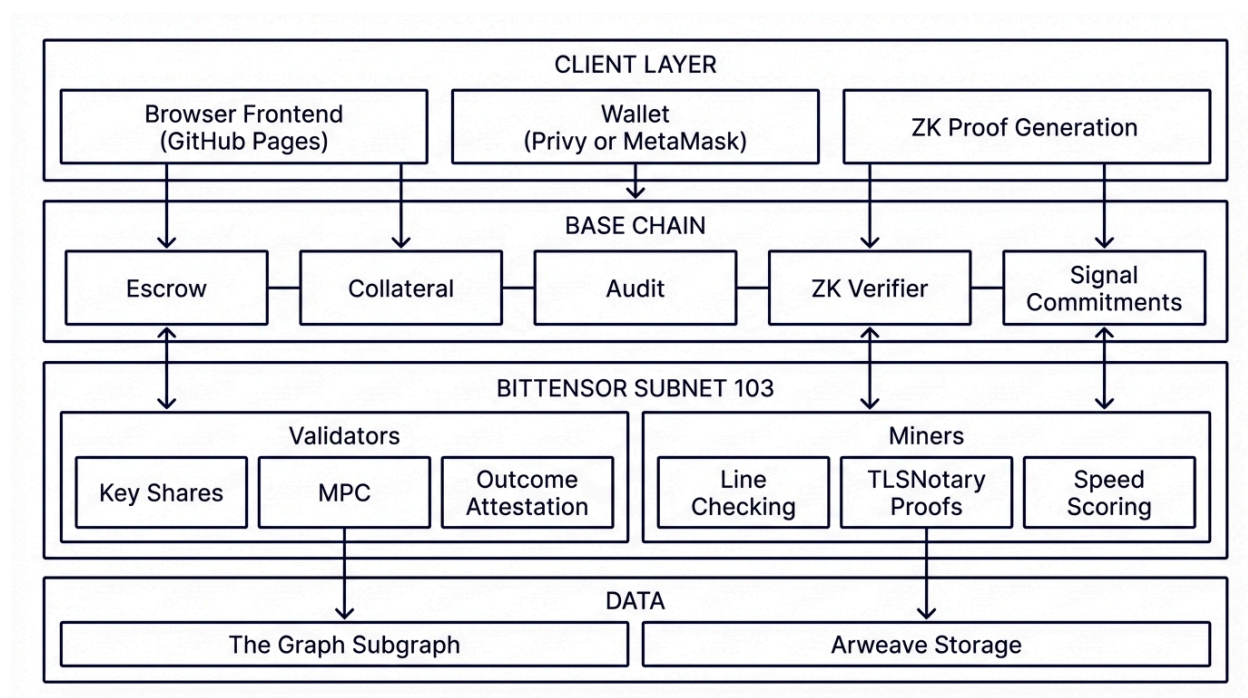 CLIENT LAYER
Browser Frontend
(GitHub Pages)
Wallet
(Privy or MetaMask)
ZK Proof Generation
BASE CHAIN
Escrow
Collateral
Audit
ZK Verifier
Signal
Commitments
BITTENSOR SUBNET 103
Validators
Key Shares
MPC
Outcome
Attestation
Miners
Line
Checking
TLSNotary
Proofs
Speed
Scoring
DATA
The Graph Subgraph
Arweave Storage